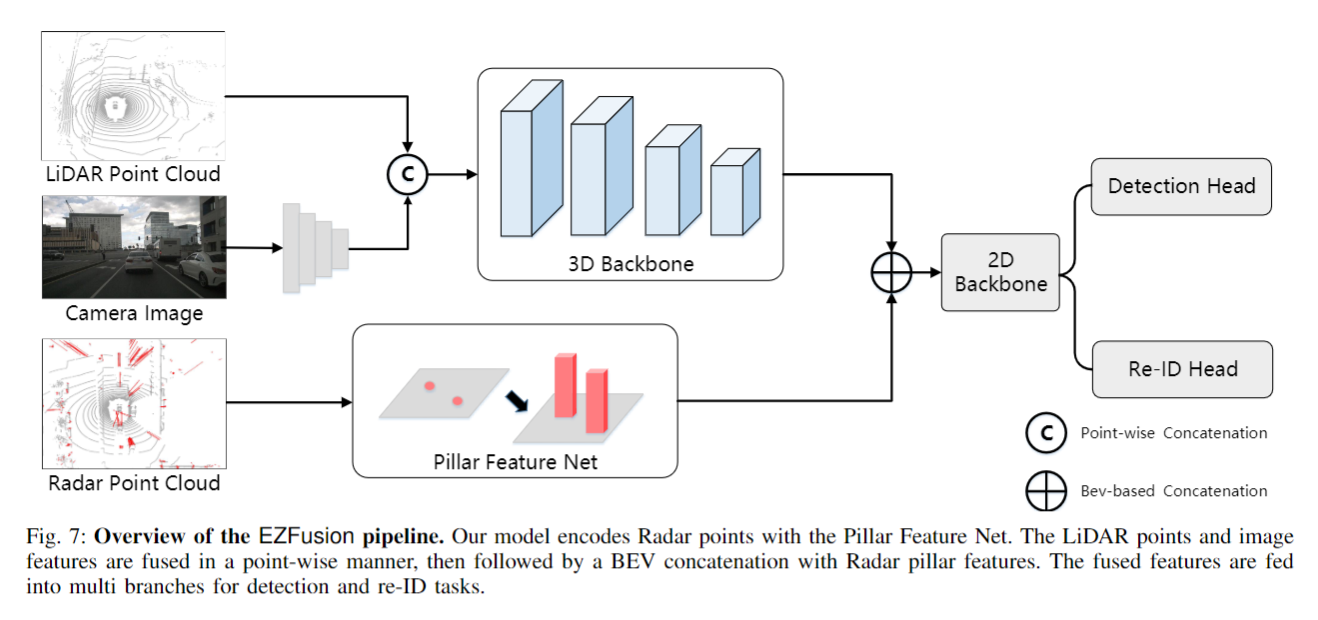 LiDAR Point Cloud
C
3D Backbone
Camera Image
Detection Head
2D
Backbone
Re-ID Head
Pillar Feature Net
Radar Point Cloud
C Point-wise Concatenation
Bev-based Concatenation
Fig. 7: Overview of the EZFusion pipeline. Our model encodes Radar points with the Pillar Feature Net. The LiDAR points and image
features are fused in a point-wise manner, then followed by a BEV concatenation with Radar pillar features. The fused features are fed
into multi branches for detection and re-ID tasks.